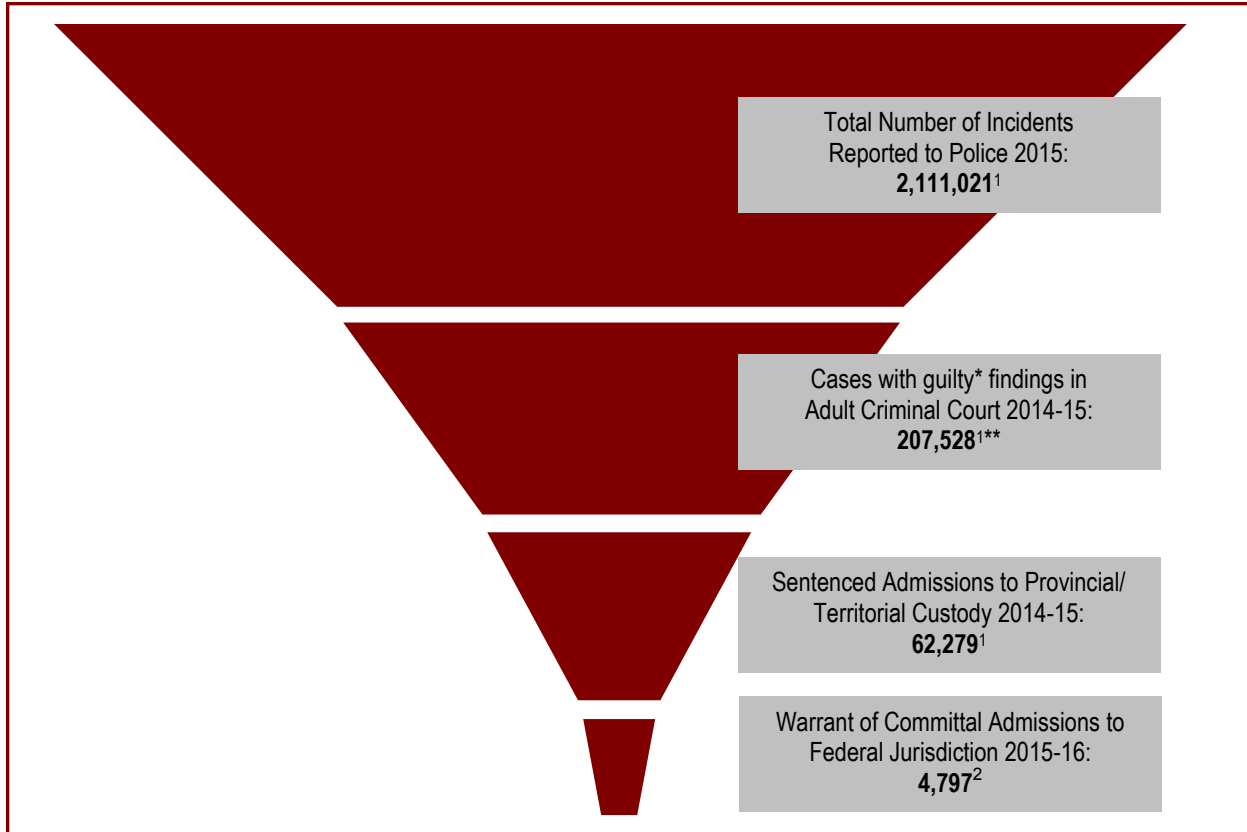 Total Number of Incidents
Reported to Police 2015:
2,111,021¹
Cases with guilty* findings in
Adult Criminal Court 2014-15:
207,528¹**
Sentenced Admissions to Provincial/
Territorial Custody 2014-15:
62,279¹
Warrant of Committal Admissions to
Federal Jurisdiction 2015-16:
4,797²